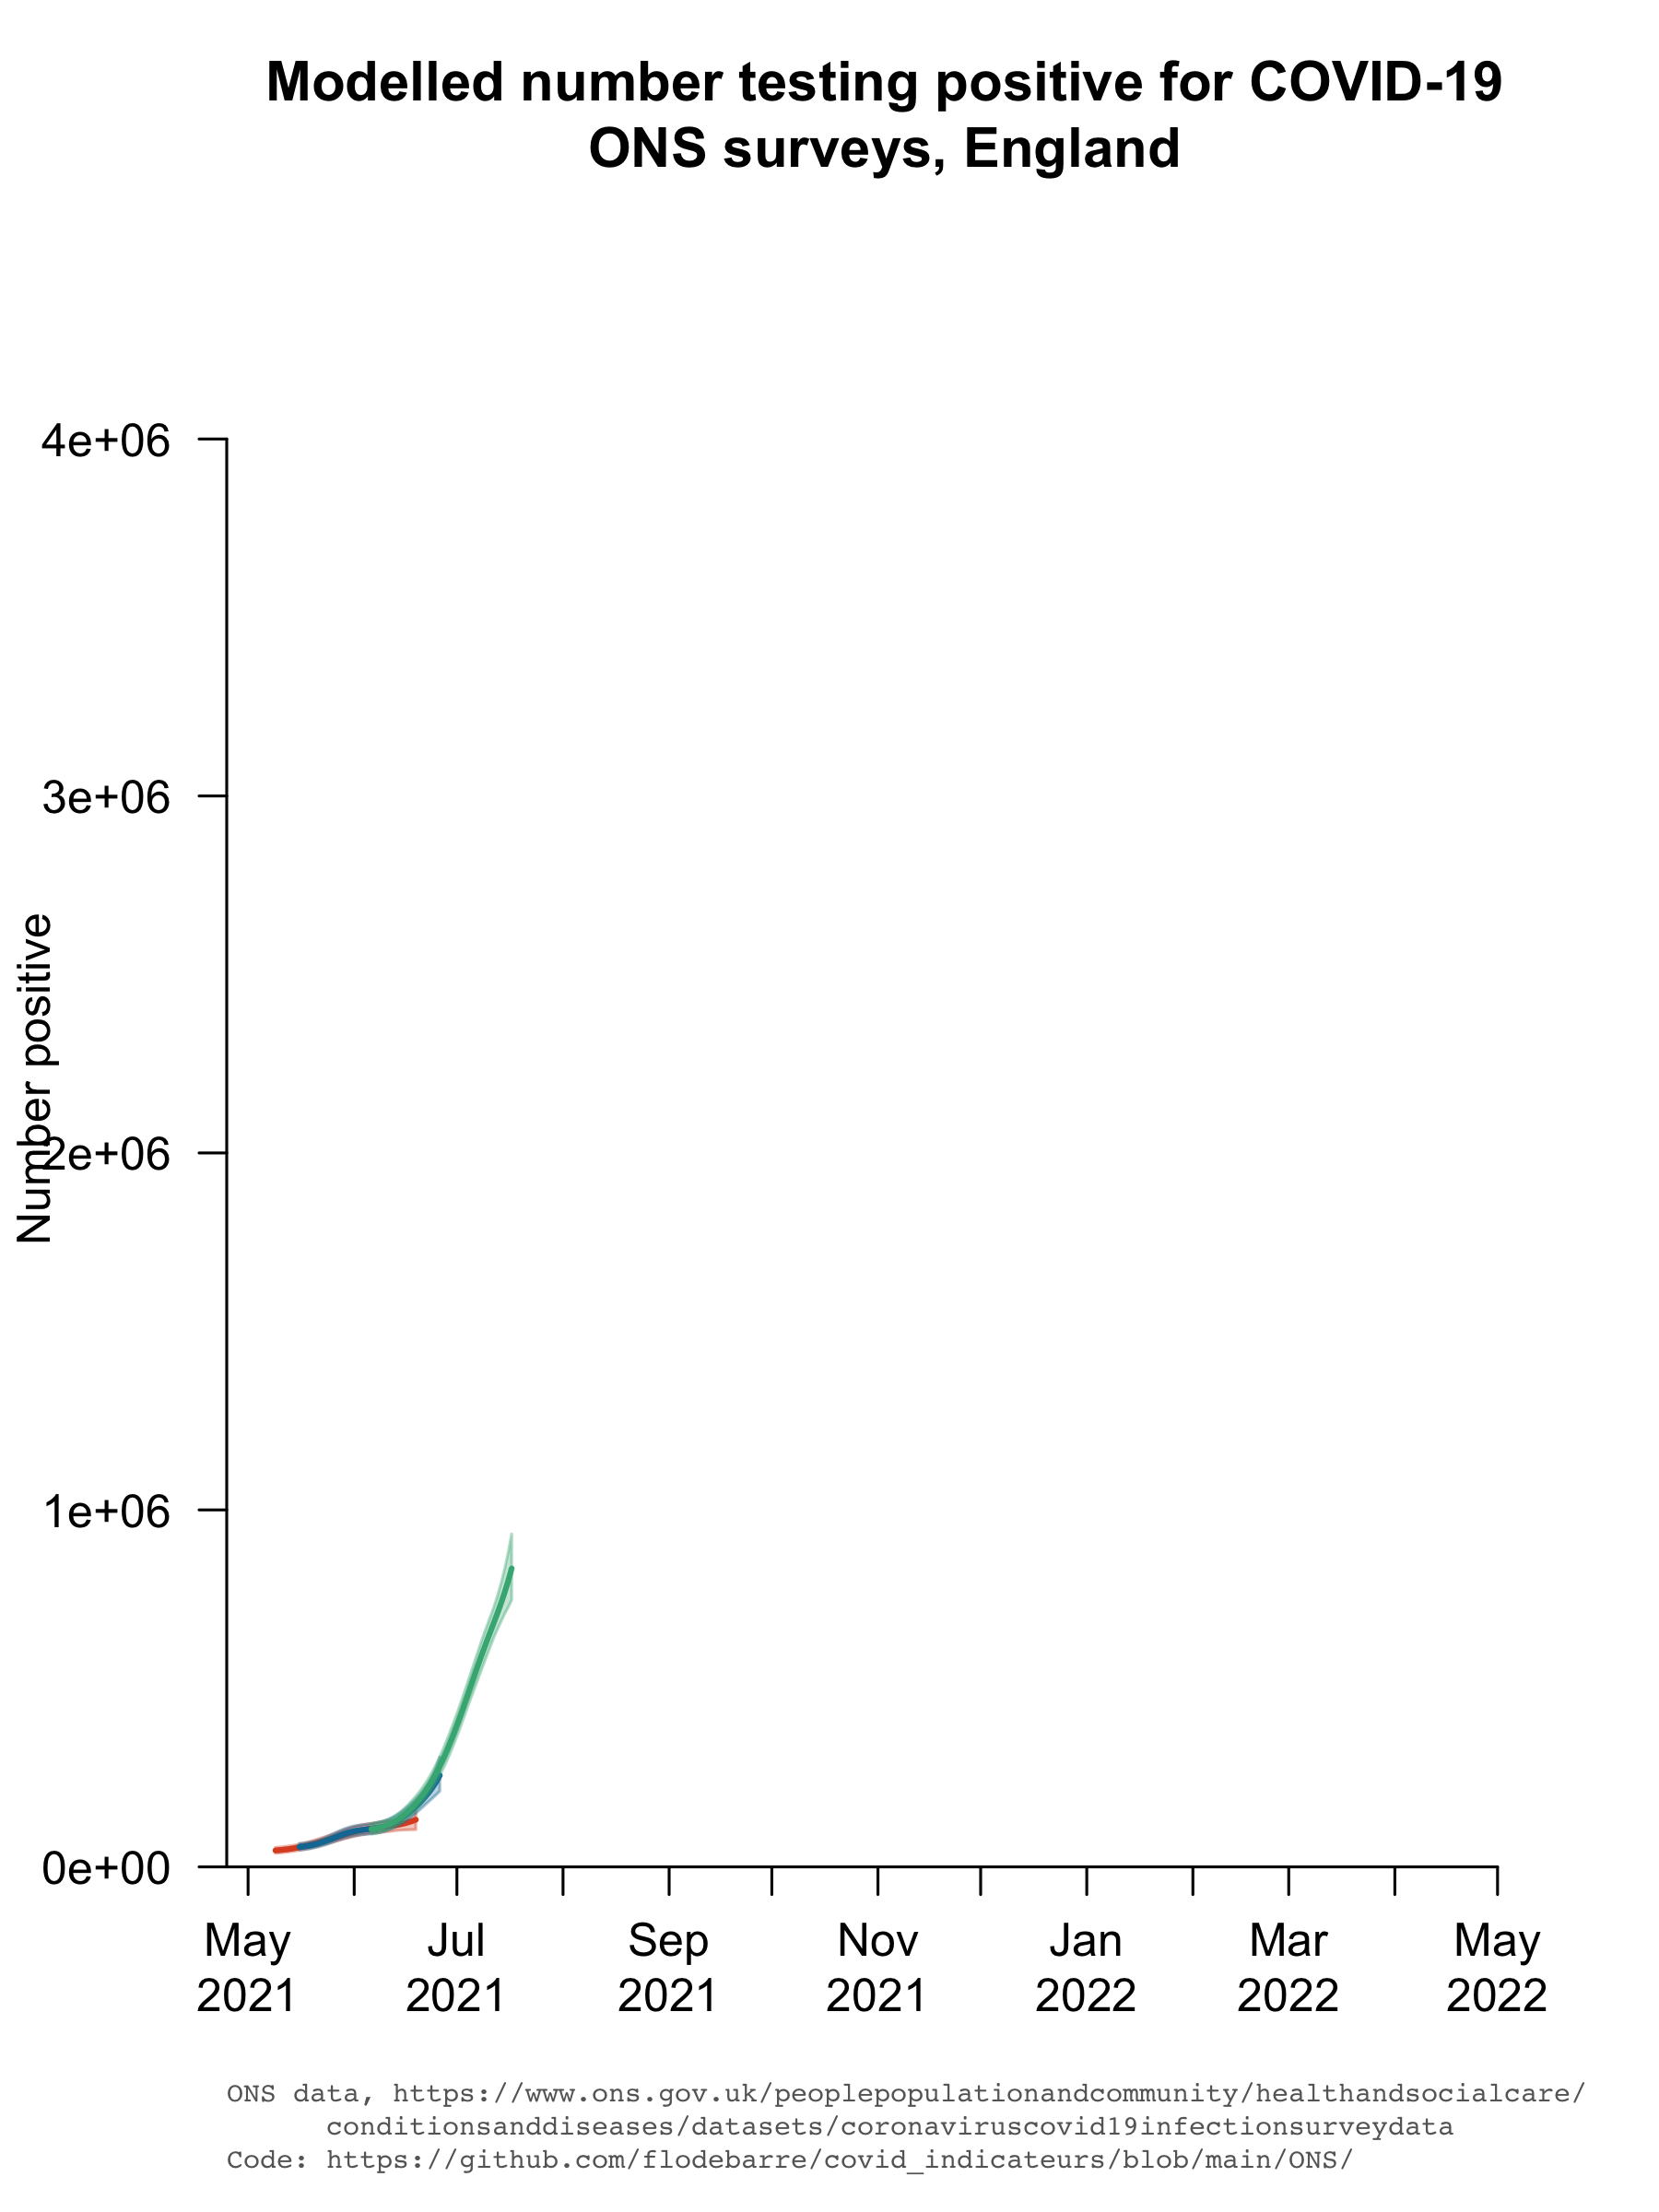 Modelled number testing positive for COVID-19
ONS surveys, England
4e+06
3e+06
2e+06
1e+06
0e+00
Number positive
May Jul Sep Nov Jan Mar May
2021 2021 2021 2021 2022 2022 2022
ONS data, https://www.ons.gov.uk/peoplepopulationandcommunity/healthandsocialcare/
conditionsanddiseases/datasets/coronaviruscovid19infectionsurveydata
Code: https://github.com/flodebarre/covid_indicateurs/blob/main/ONS/